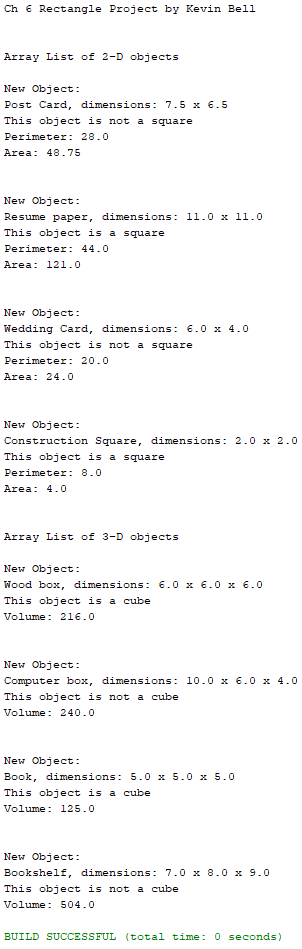 Ch 6 Rectangle Project by Kevin Bell
Array List of 2-D objects
New Object:
Post Card, dimensions: 7.5 x 6.5
This object is not a square
Perimeter: 28.0
Area: 48.75
New Object:
Resume paper, dimensions: 11.0 x 11.0
This object is a square
Perimeter: 44.0
Area: 121.0
New Object:
Wedding Card, dimensions: 6.0 x 4.0
This object is not a square
Perimeter: 20.0
Area: 24.0
New Object:
Construction Square, dimensions: 2.0 x 2.0
This object is a square
Perimeter: 8.0
Area: 4.0
Array List of 3-D objects
New Object:
Wood box, dimensions: 6.0 x 6.0 x 6.0
This object is a cube
Volume: 216.0
New Object:
Computer box, dimensions: 10.0 x 6.0 x 4.0
This object is not a cube
Volume: 240.0
New Object:
Book, dimensions: 5.0 x 5.0 x 5.0
This object is a cube
Volume: 125.0
New Object:
Bookshelf, dimensions: 7.0 x 8.0 x 9.0
This object is not a cube
Volume: 504.0
BUILD SUCCESSFUL (total time: 0 seconds)